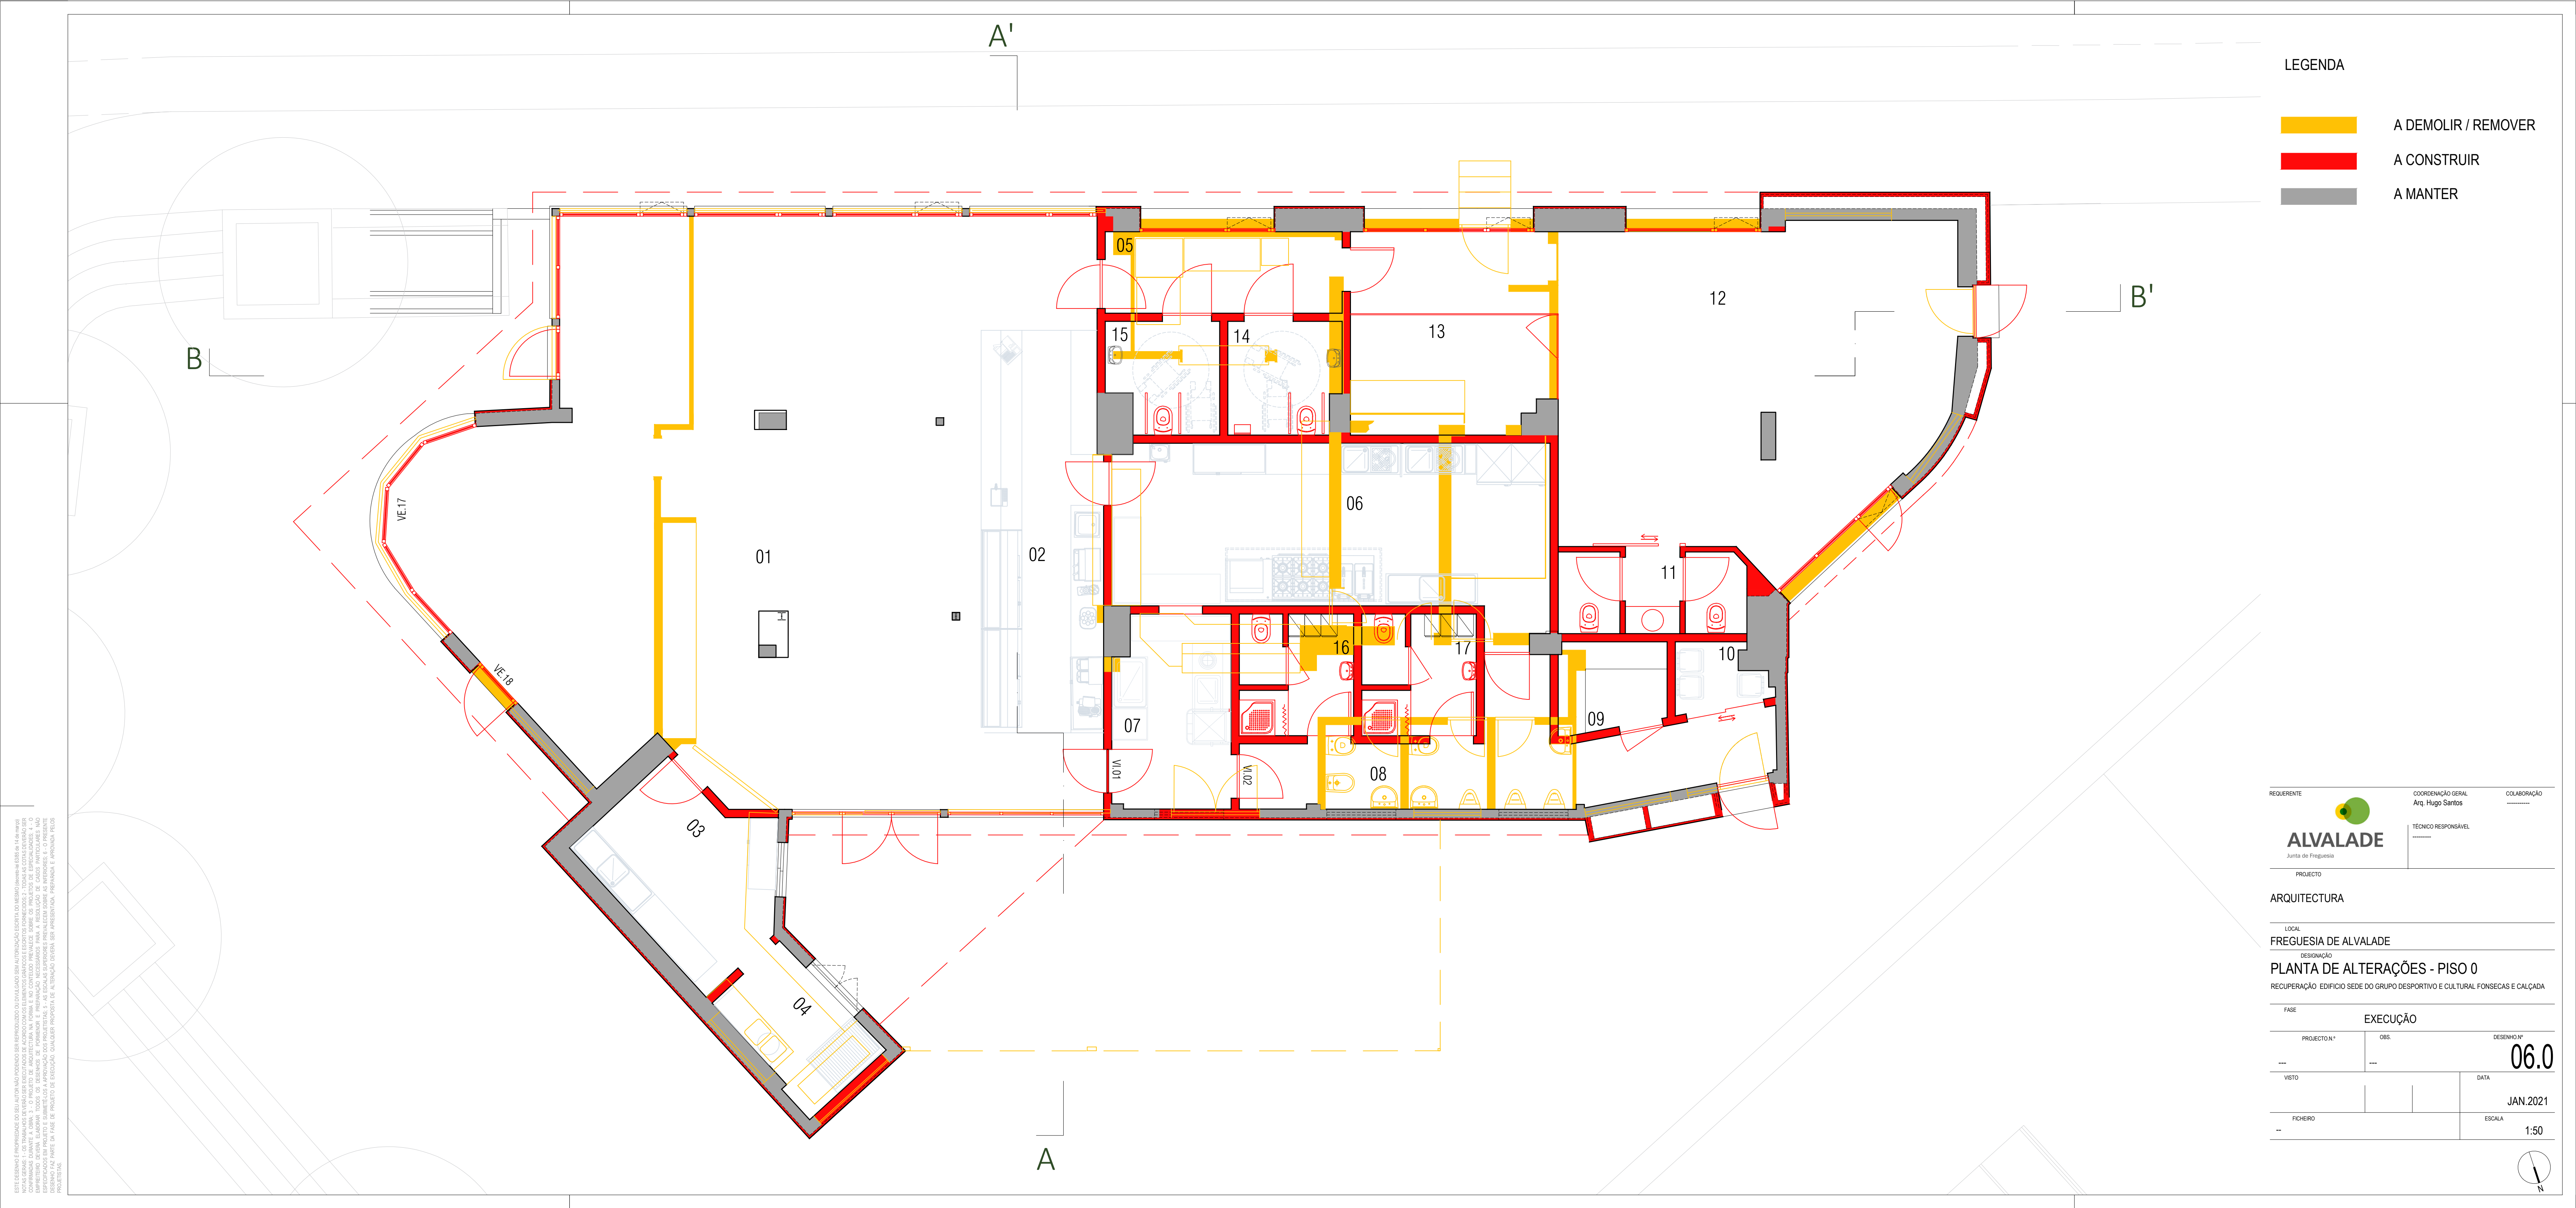 A'
LEGENDA
A DEMOLIR / REMOVER
A CONSTRUIR
A MANTER
B
B'
05
12
15
14
13
VE.17
06
01
02
11
VE.18
16
17
10
09
07
VI.01
VI.02
08
03
04
A
REQUERENTE
COORDENAÇÃO GERAL
COLABORAÇÃO
Arq. Hugo Santos
-----------
TÉCNICO RESPONSÁVEL
---------
ALVALADE
Junta de Freguesia
PROJECTO
ARQUITECTURA
LOCAL
FREGUESIA DE ALVALADE
DESIGNAÇÃO
PLANTA DE ALTERAÇÕES - PISO 0
RECUPERAÇÃO EDIFICIO SEDE DO GRUPO DESPORTIVO E CULTURAL FONSECAS E CALÇADA
FASE
EXECUÇÃO
PROJECTO.N.º
OBS.
DESENHO.Nº
---
---
06.0
VISTO
DATA
JAN.2021
FICHEIRO
ESCALA
--
1:50
N